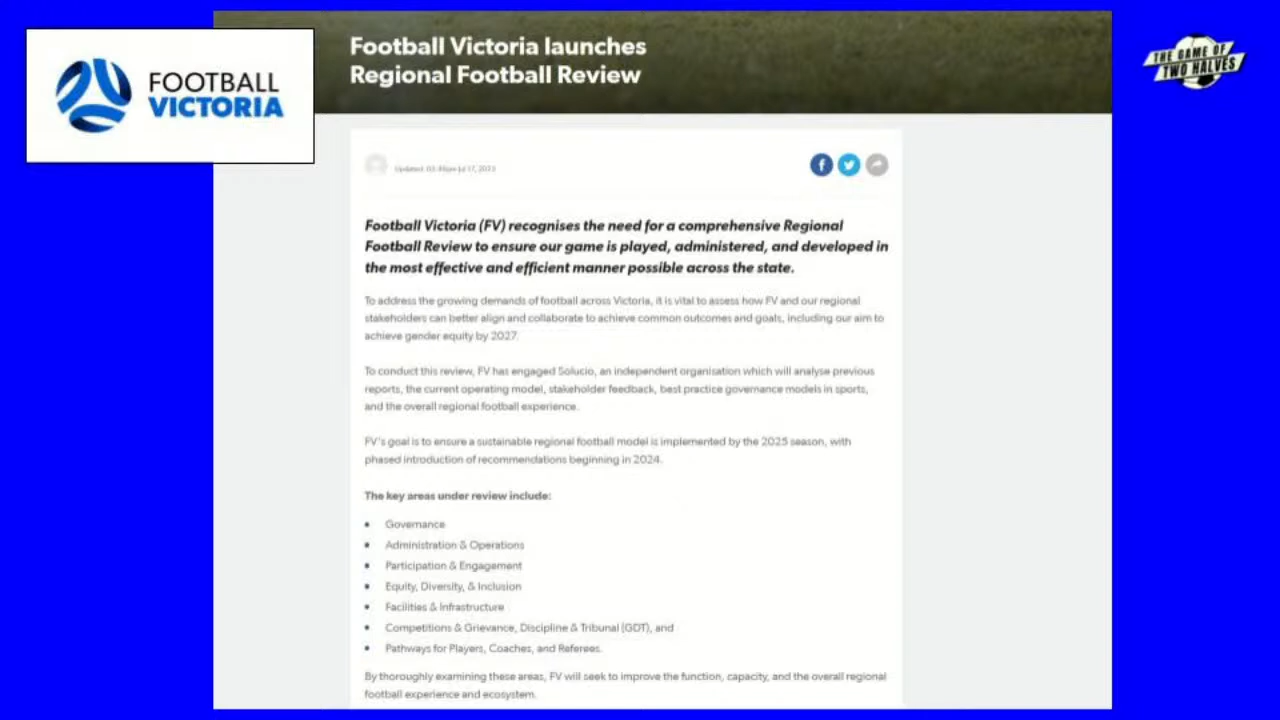 Football Victoria launches
Regional Football Review
FOOTBALL
VICTORIA
THE GAME OF
TWO HALVES
Updated: Jul 17, 2023
Football Victoria (FV) recognises the need for a comprehensive Regional
Football Review to ensure our game is played, administered, and developed in
the most effective and efficient manner possible across the state.
To address the growing demands of football across Victoria, it is vital to assess how FV and our regional
stakeholders can better align and collaborate to achieve common outcomes and goals, including our aim to
achieve gender equity by 2027.
To conduct this review, FV has engaged Solucio, an independent organisation which will analyse previous
reports, the current operating model, stakeholder feedback, best practice governance models in sports,
and the overall regional football experience.
FV's goal is to ensure a sustainable regional football model is implemented by the 2025 season, with
phased introduction of recommendations beginning in 2024.
The key areas under review include:
• Governance
• Administration & Operations
• Participation & Engagement
• Equity, Diversity, & Inclusion
• Facilities & Infrastructure
• Competitions & Grievance, Discipline & Tribunal (GDT), and
• Pathways for Players, Coaches, and Referees.
By thoroughly examining these areas, FV will seek to improve the function, capacity, and the overall regional
football experience and ecosystem.